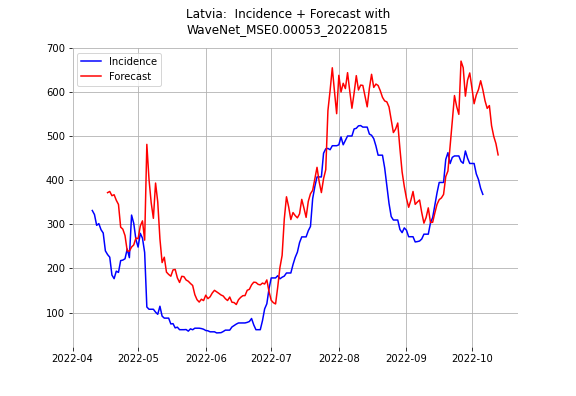 Latvia:  Incidence + Forecast with
WaveNet_MSE0.00053_20220815
700
600
500
400
300
200
100
Incidence
Forecast
2022-04 2022-05 2022-06 2022-07 2022-08 2022-09 2022-10